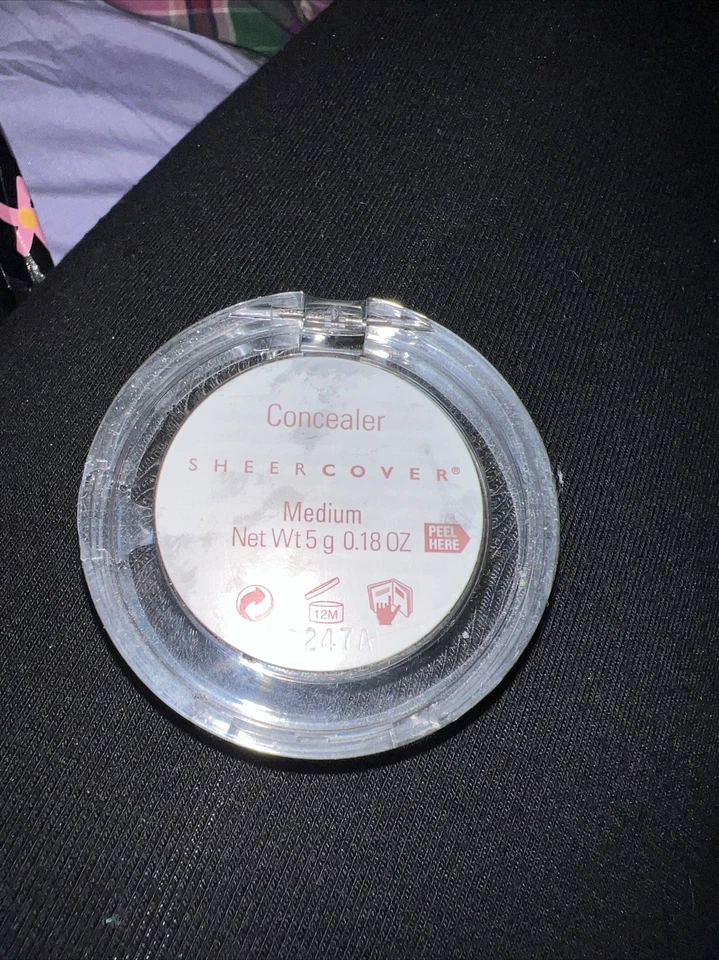 Concealer
SHEERCOVER®
Medium
Net Wt 5 g 0.18 OZ
PEEL
HERE
12M
247A